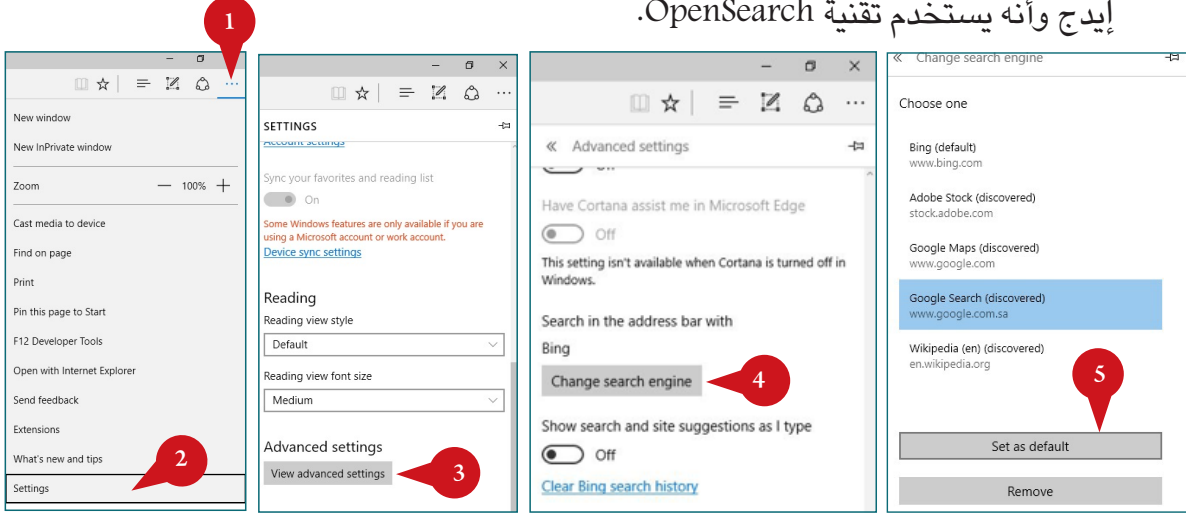 إيدج وأنه يستخدم تقنية OpenSearch.
1
New window
New InPrivate window
Zoom
100%
Cast media to device
Find on page
Print
Pin this page to Start
F12 Developer Tools
Open with Internet Explorer
Send feedback
Extensions
What's new and tips
2
Settings
SETTINGS
Account settings
Sync your favorites and reading list
On
Some Windows features are only available if you are
using a Microsoft account or work account.
Device sync settings
Reading
Reading view style
Default
Reading view font size
Medium
Advanced settings
View advanced settings
3
« Advanced settings
Off
Have Cortana assist me in Microsoft Edge
Off
This setting isn't available when Cortana is turned off in
Windows.
Search in the address bar with
Bing
Change search engine
4
Show search and site suggestions as I type
Off
Clear Bing search history
« Change search engine
Choose one
Bing (default)
www.bing.com
Adobe Stock (discovered)
stock.adobe.com
Google Maps (discovered)
www.google.com
Google Search (discovered)
www.google.com.sa
Wikipedia (en) (discovered)
en.wikipedia.org
5
Set as default
Remove